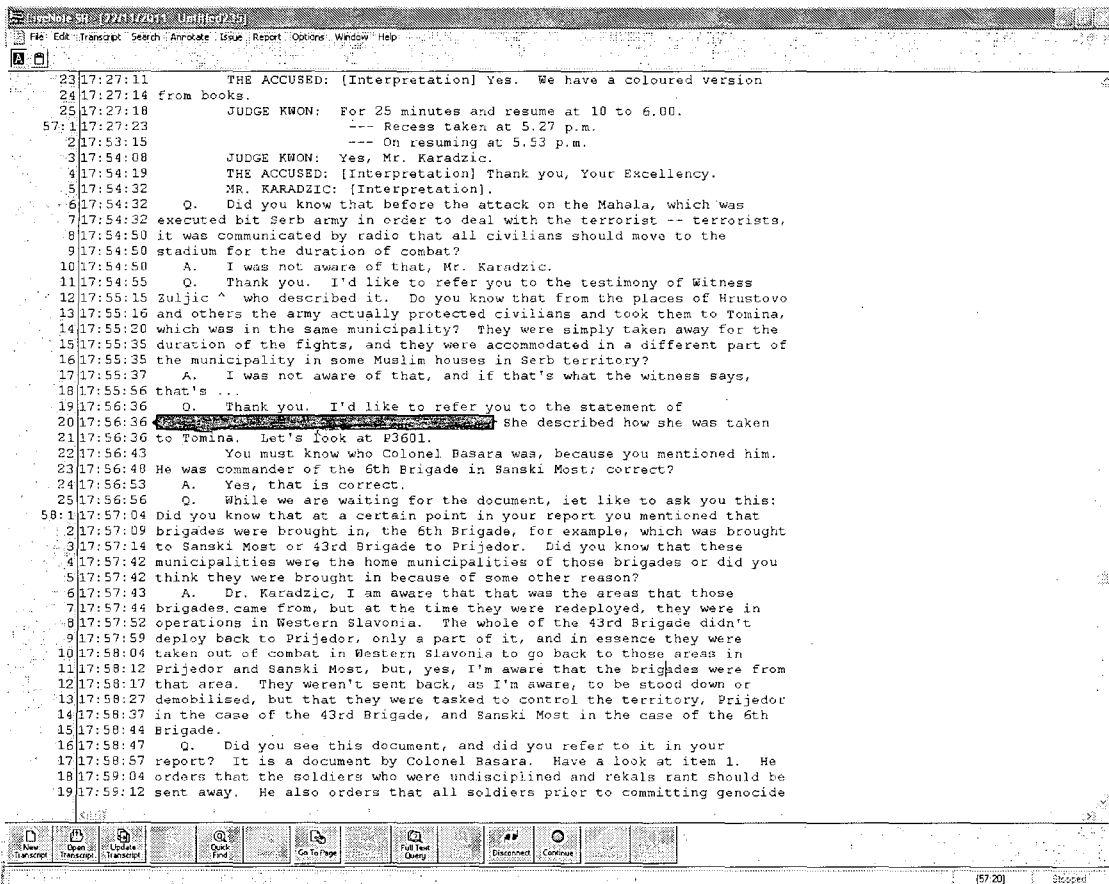 LiveNote SR - [22/11/2011 Untitled235]
File Edit Transcript Search Annotate Issue Report Options Window Help
A
23 17:27:11 THE ACCUSED: [Interpretation] Yes. We have a coloured version
24 17:27:14 from books.
25 17:27:18 JUDGE KWON: For 25 minutes and resume at 10 to 6.00.
57:1 17:27:23 --- Recess taken at 5.27 p.m.
2 17:53:15 --- On resuming at 5.53 p.m.
3 17:54:08 JUDGE KWON: Yes, Mr. Karadzic.
4 17:54:19 THE ACCUSED: [Interpretation] Thank you, Your Excellency.
5 17:54:32 MR. KARADZIC: [Interpretation].
6 17:54:32 Q. Did you know that before the attack on the Mahala, which was
7 17:54:32 executed bit Serb army in order to deal with the terrorist -- terrorists,
8 17:54:50 it was communicated by radio that all civilians should move to the
9 17:54:50 stadium for the duration of combat?
10 17:54:50 A. I was not aware of that, Mr. Karadzic.
11 17:54:55 Q. Thank you. I'd like to refer you to the testimony of Witness
12 17:55:15 Zuljic ^ who described it. Do you know that from the places of Hrustovo
13 17:55:16 and others the army actually protected civilians and took them to Tomina,
14 17:55:20 which was in the same municipality? They were simply taken away for the
15 17:55:35 duration of the fights, and they were accommodated in a different part of
16 17:55:35 the municipality in some Muslim houses in Serb territory?
17 17:55:37 A. I was not aware of that, and if that's what the witness says,
18 17:55:56 that's ...
19 17:56:36 Q. Thank you. I'd like to refer you to the statement of
20 17:56:36 She described how she was taken
21 17:56:36 to Tomina. Let's look at P3601.
22 17:56:43 You must know who Colonel Basara was, because you mentioned him.
23 17:56:48 He was commander of the 6th Brigade in Sanski Most; correct?
24 17:56:53 A. Yes, that is correct.
25 17:56:56 Q. While we are waiting for the document, iet like to ask you this:
58:1 17:57:04 Did you know that at a certain point in your report you mentioned that
2 17:57:09 brigades were brought in, the 6th Brigade, for example, which was brought
3 17:57:14 to Sanski Most or 43rd Brigade to Prijedor. Did you know that these
4 17:57:42 municipalities were the home municipalities of those brigades or did you
5 17:57:42 think they were brought in because of some other reason?
6 17:57:43 A. Dr. Karadzic, I am aware that that was the areas that those
7 17:57:44 brigades came from, but at the time they were redeployed, they were in
8 17:57:52 operations in Western Slavonia. The whole of the 43rd Brigade didn't
9 17:57:59 deploy back to Prijedor, only a part of it, and in essence they were
10 17:58:04 taken out of combat in Western Slavonia to go back to those areas in
11 17:58:12 Prijedor and Sanski Most, but, yes, I'm aware that the brigades were from
12 17:58:17 that area. They weren't sent back, as I'm aware, to be stood down or
13 17:58:27 demobilised, but that they were tasked to control the territory, Prijedor
14 17:58:37 in the case of the 43rd Brigade, and Sanski Most in the case of the 6th
15 17:58:44 Brigade.
16 17:58:47 Q. Did you see this document, and did you refer to it in your
17 17:58:57 report? It is a document by Colonel Basara. Have a look at item 1. He
18 17:59:04 orders that the soldiers who were undisciplined and rekals rant should be
19 17:59:12 sent away. He also orders that all soldiers prior to committing genocide
New Transcript Open Transcript Update Transcript Quick Find Go To Page Full Text Query Disconnect Continue
[57:20] Stopped